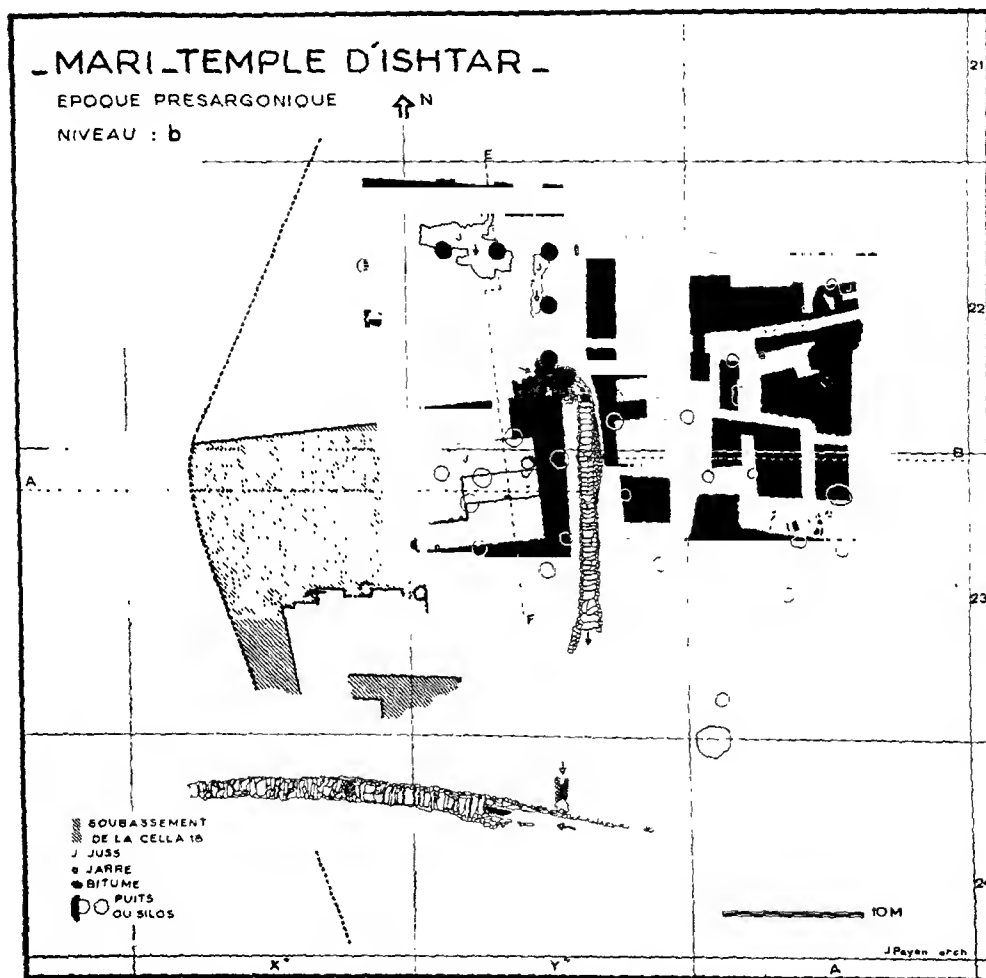 _MARI_TEMPLE D'ISHTAR_
EPOQUE PRESARGONIQUE
NIVEAU : b
N
E
21
22
J
J
A
J
B
F
23
SOUBASSEMENT
DE LA CELLA 18
J JUSS
JARRE
BITUME
PUITS
OU SILOS
10M
J.Payen arch
X"
Y"
A